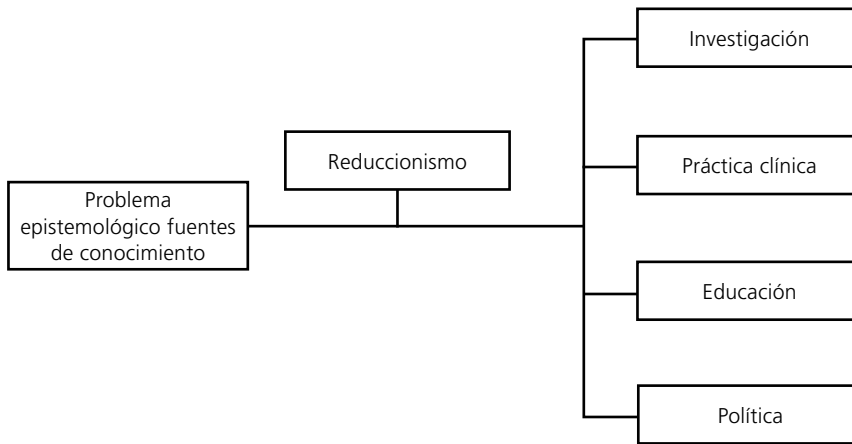 Investigación
Reduccionismo
Práctica clínica
Problema
epistemológico fuentes
de conocimiento
Educación
Política